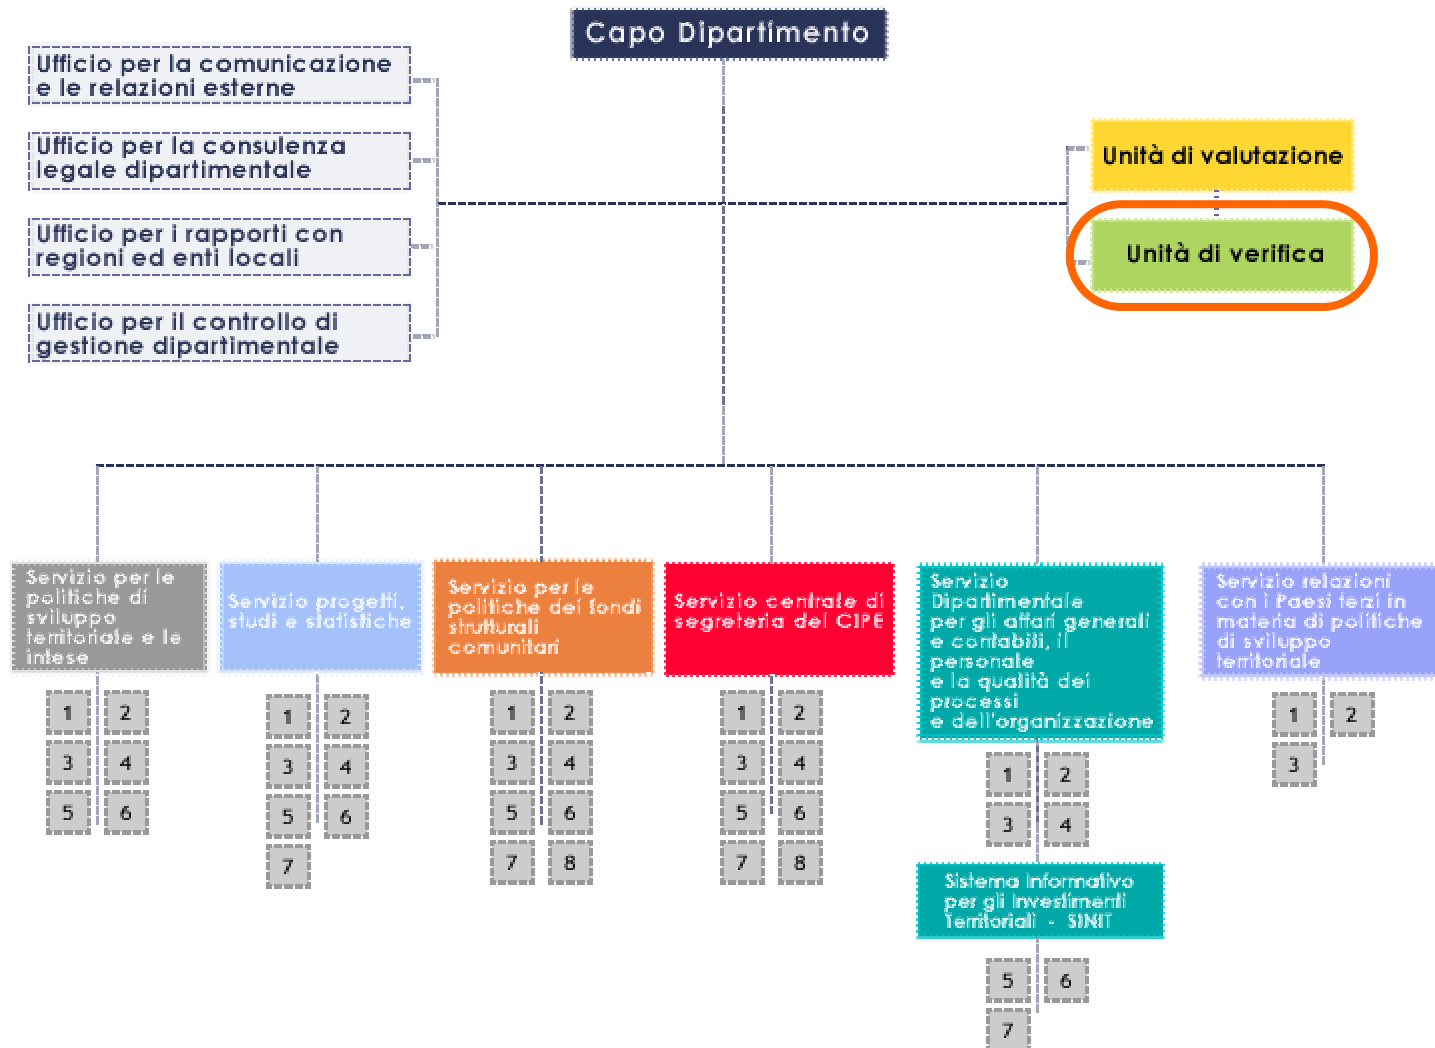 Capo Dipartimento
Ufficio per la comunicazione
e le relazioni esterne
Ufficio per la consulenza
legale dipartimentale
Ufficio per i rapporti con
regioni ed enti locali
Ufficio per il controllo di
gestione dipartimentale
Unità di valutazione
Unità di verifica
Servizio per le
politiche di
sviluppo
territoriale e le
intese
1 2
3 4
5 6
Servizio progetti,
studi e statistiche
1 2
3 4
5 6
7
Servizio per le
politiche dei fondi
strutturali
comunitari
1 2
3 4
5 6
7 8
Servizio centrale di
segreteria del CIPE
1 2
3 4
5 6
7 8
Servizio
Dipartimentale
per gli affari generali
e contabili, il
personale
e la qualità dei
processi
e dell'organizzazione
1 2
3 4
Sistema Informativo
per gli Investimenti
Territoriali - SINIT
5 6
7
Servizio relazioni
con i Paesi terzi in
materia di politiche
di sviluppo
territoriale
1 2
3